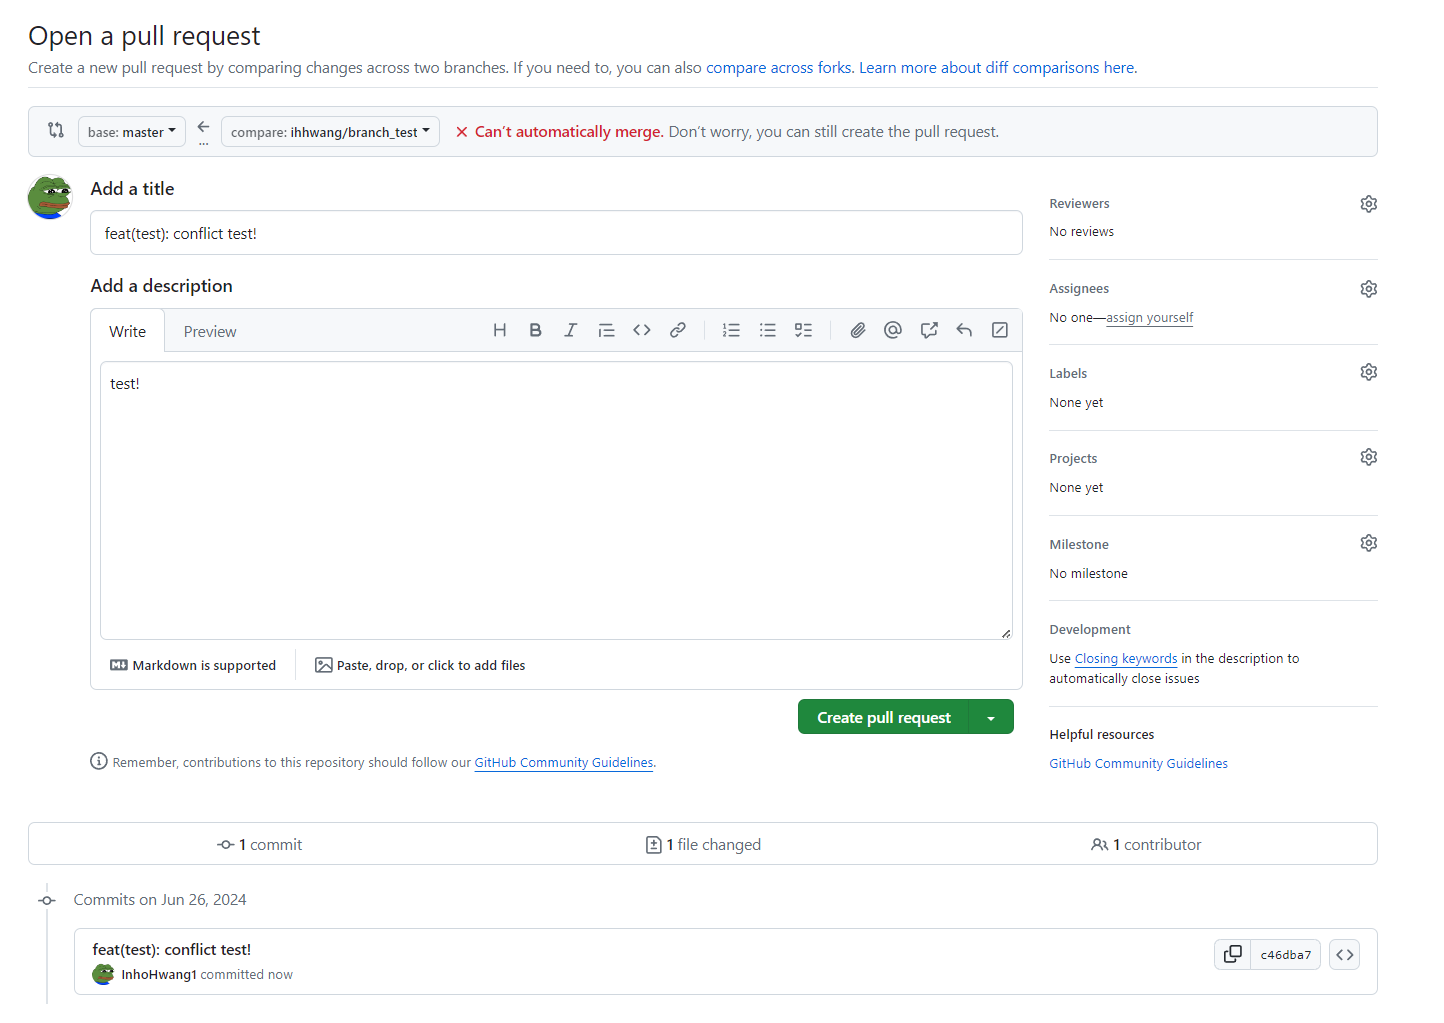 Open a pull request
Create a new pull request by comparing changes across two branches. If you need to, you can also compare across forks. Learn more about diff comparisons here.
base: master
...
compare: ihhwang/branch_test
Can't automatically merge. Don't worry, you can still create the pull request.
Add a title
feat(test): conflict test!
Add a description
Write
Preview
test!
Markdown is supported
Paste, drop, or click to add files
Create pull request
Remember, contributions to this repository should follow our GitHub Community Guidelines.
Reviewers
No reviews
Assignees
No one—assign yourself
Labels
None yet
Projects
None yet
Milestone
No milestone
Development
Use Closing keywords in the description to
automatically close issues
Helpful resources
GitHub Community Guidelines
1 commit
1 file changed
1 contributor
Commits on Jun 26, 2024
feat(test): conflict test!
InhoHwang1 committed now
c46dba7